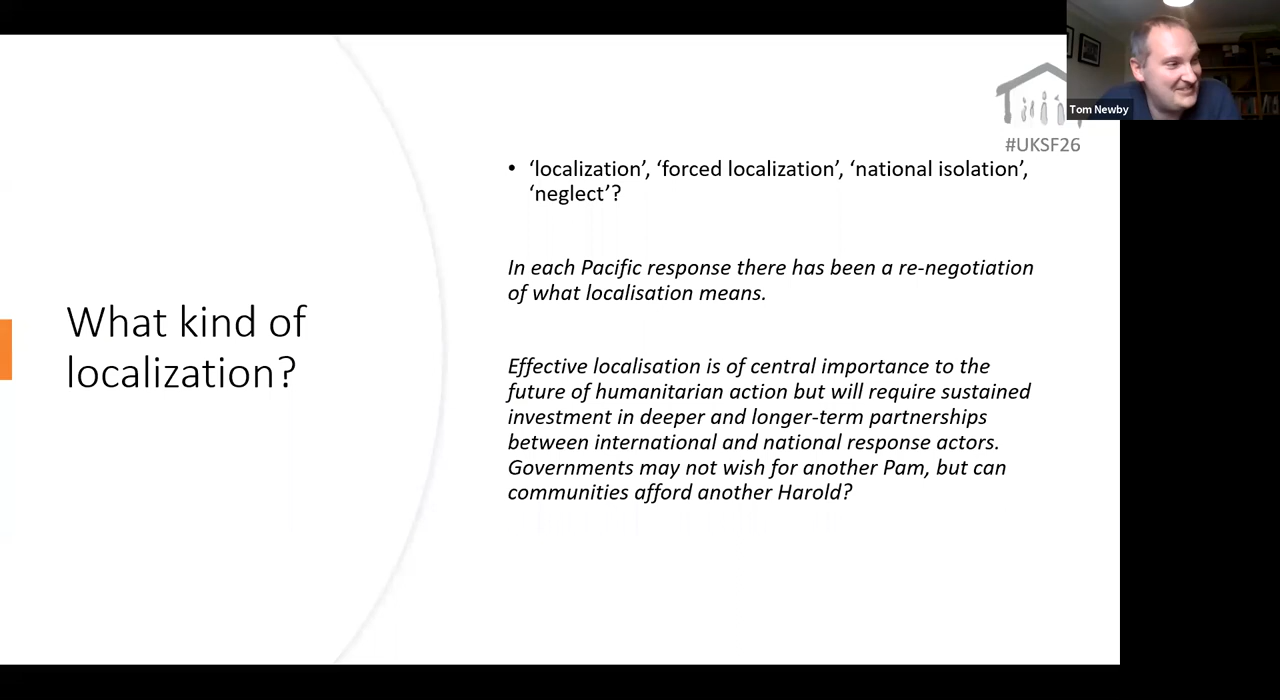 Tom Newby
#UKSF26
• ‘localization’, ‘forced localization’, ‘national isolation’,
‘neglect’?
In each Pacific response there has been a re-negotiation
of what localisation means.
What kind of
localization?
Effective localisation is of central importance to the
future of humanitarian action but will require sustained
investment in deeper and longer-term partnerships
between international and national response actors.
Governments may not wish for another Pam, but can
communities afford another Harold?